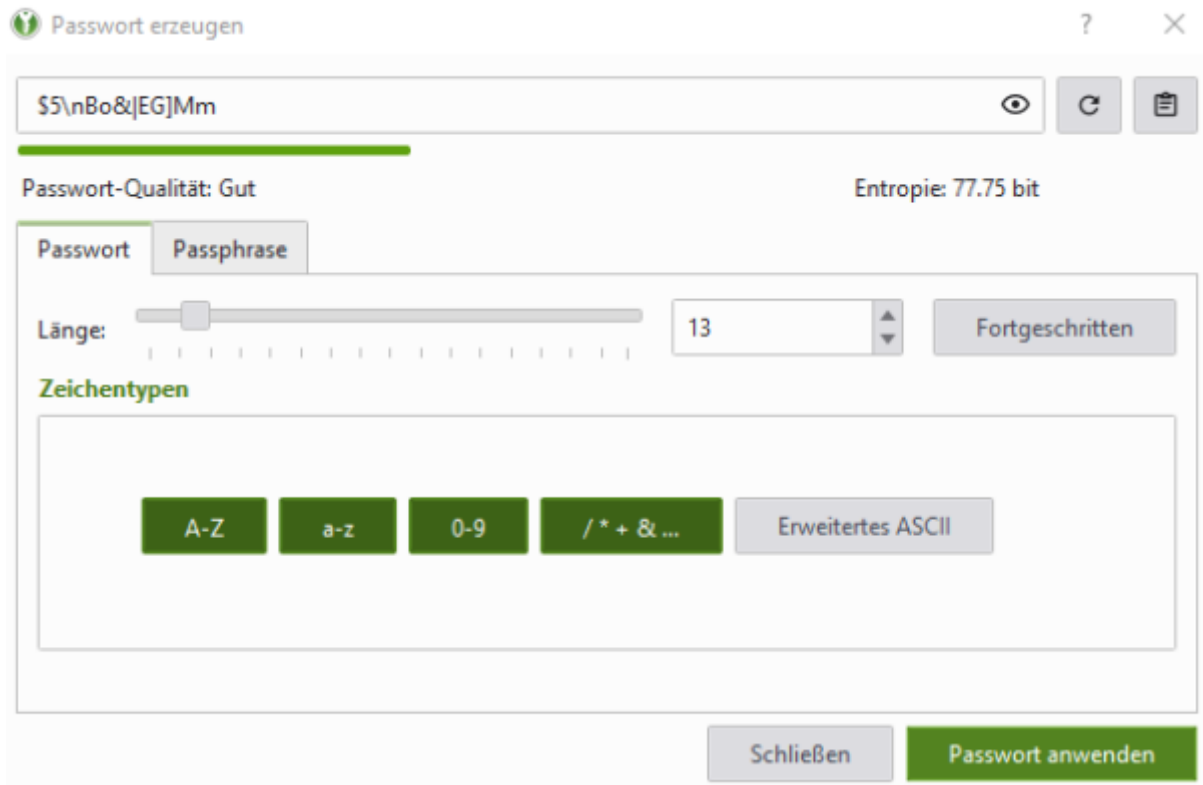 Passwort erzeugen ?
$5\nBo&|EG]Mm
Passwort-Qualität: Gut Entropie: 77.75 bit
Passwort Passphrase
Länge: 13 Fortgeschritten
Zeichentypen
A-Z a-z 0-9 / * + & ... Erweitertes ASCII
Schließen Passwort anwenden